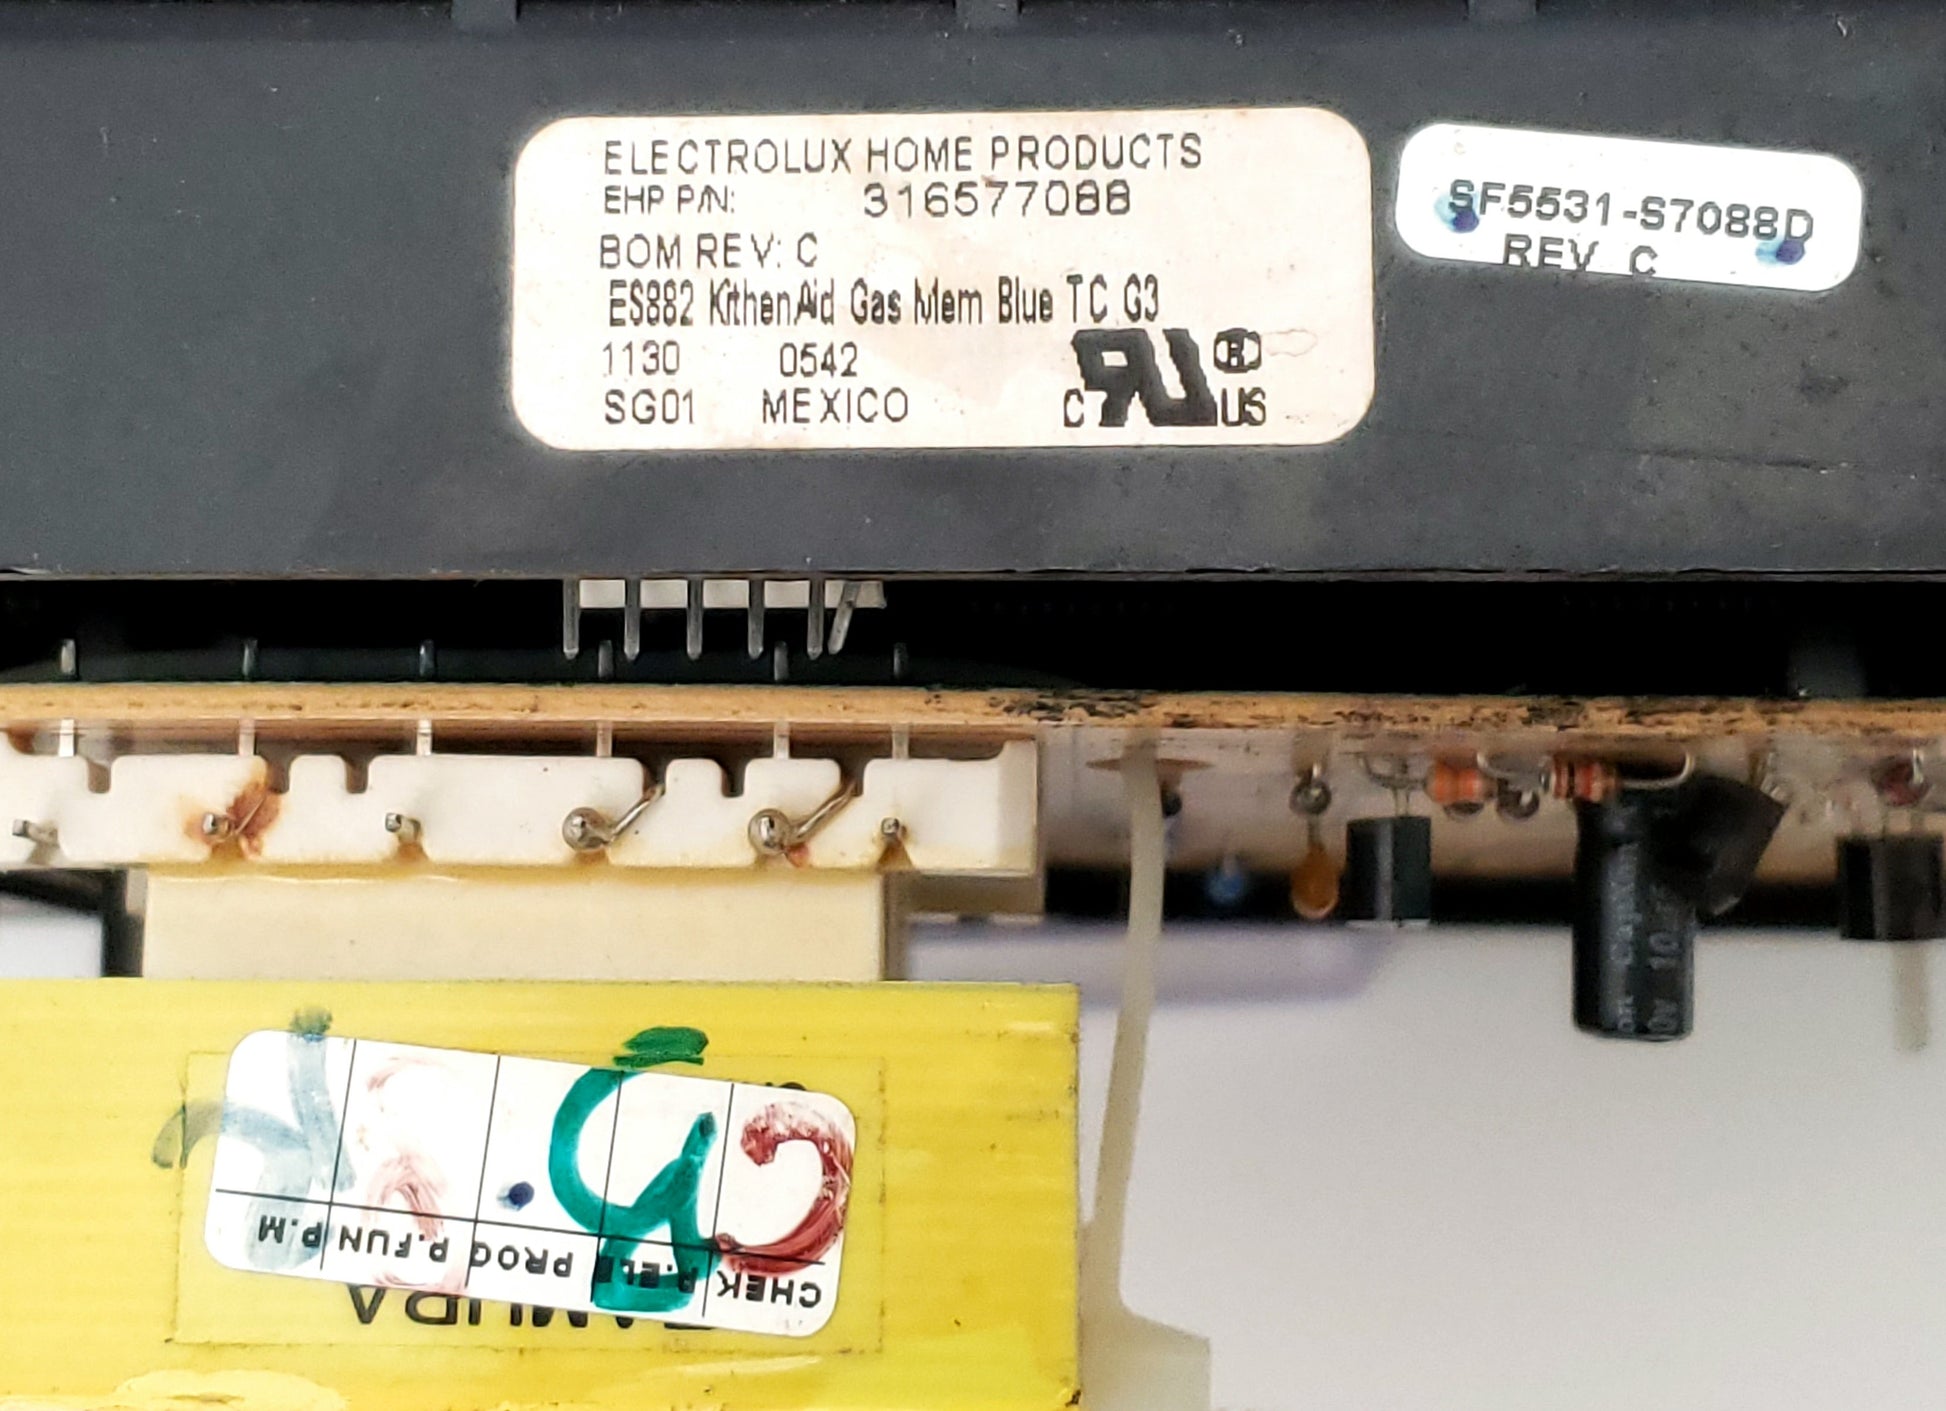 ELECTROLUX HOME PRODUCTS
EHP P/N: 316577088
BOM REV: C
ES882 KithenAid Gas Mem Blue TC G3
1130 0542
SG01 MEXICO
C RU ® US
SF5531-S7088D
REV C
CHEK P.ELE PROG P.FUN P.M